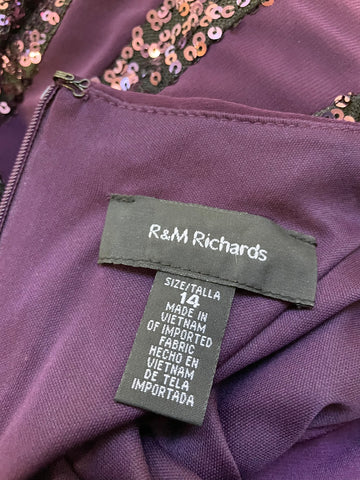 R&M Richards
SIZE/TALLA
14
MADE IN
VIETNAM
OF IMPORTED
FABRIC
HECHO EN
VIETNAM
DE TELA
IMPORTADA